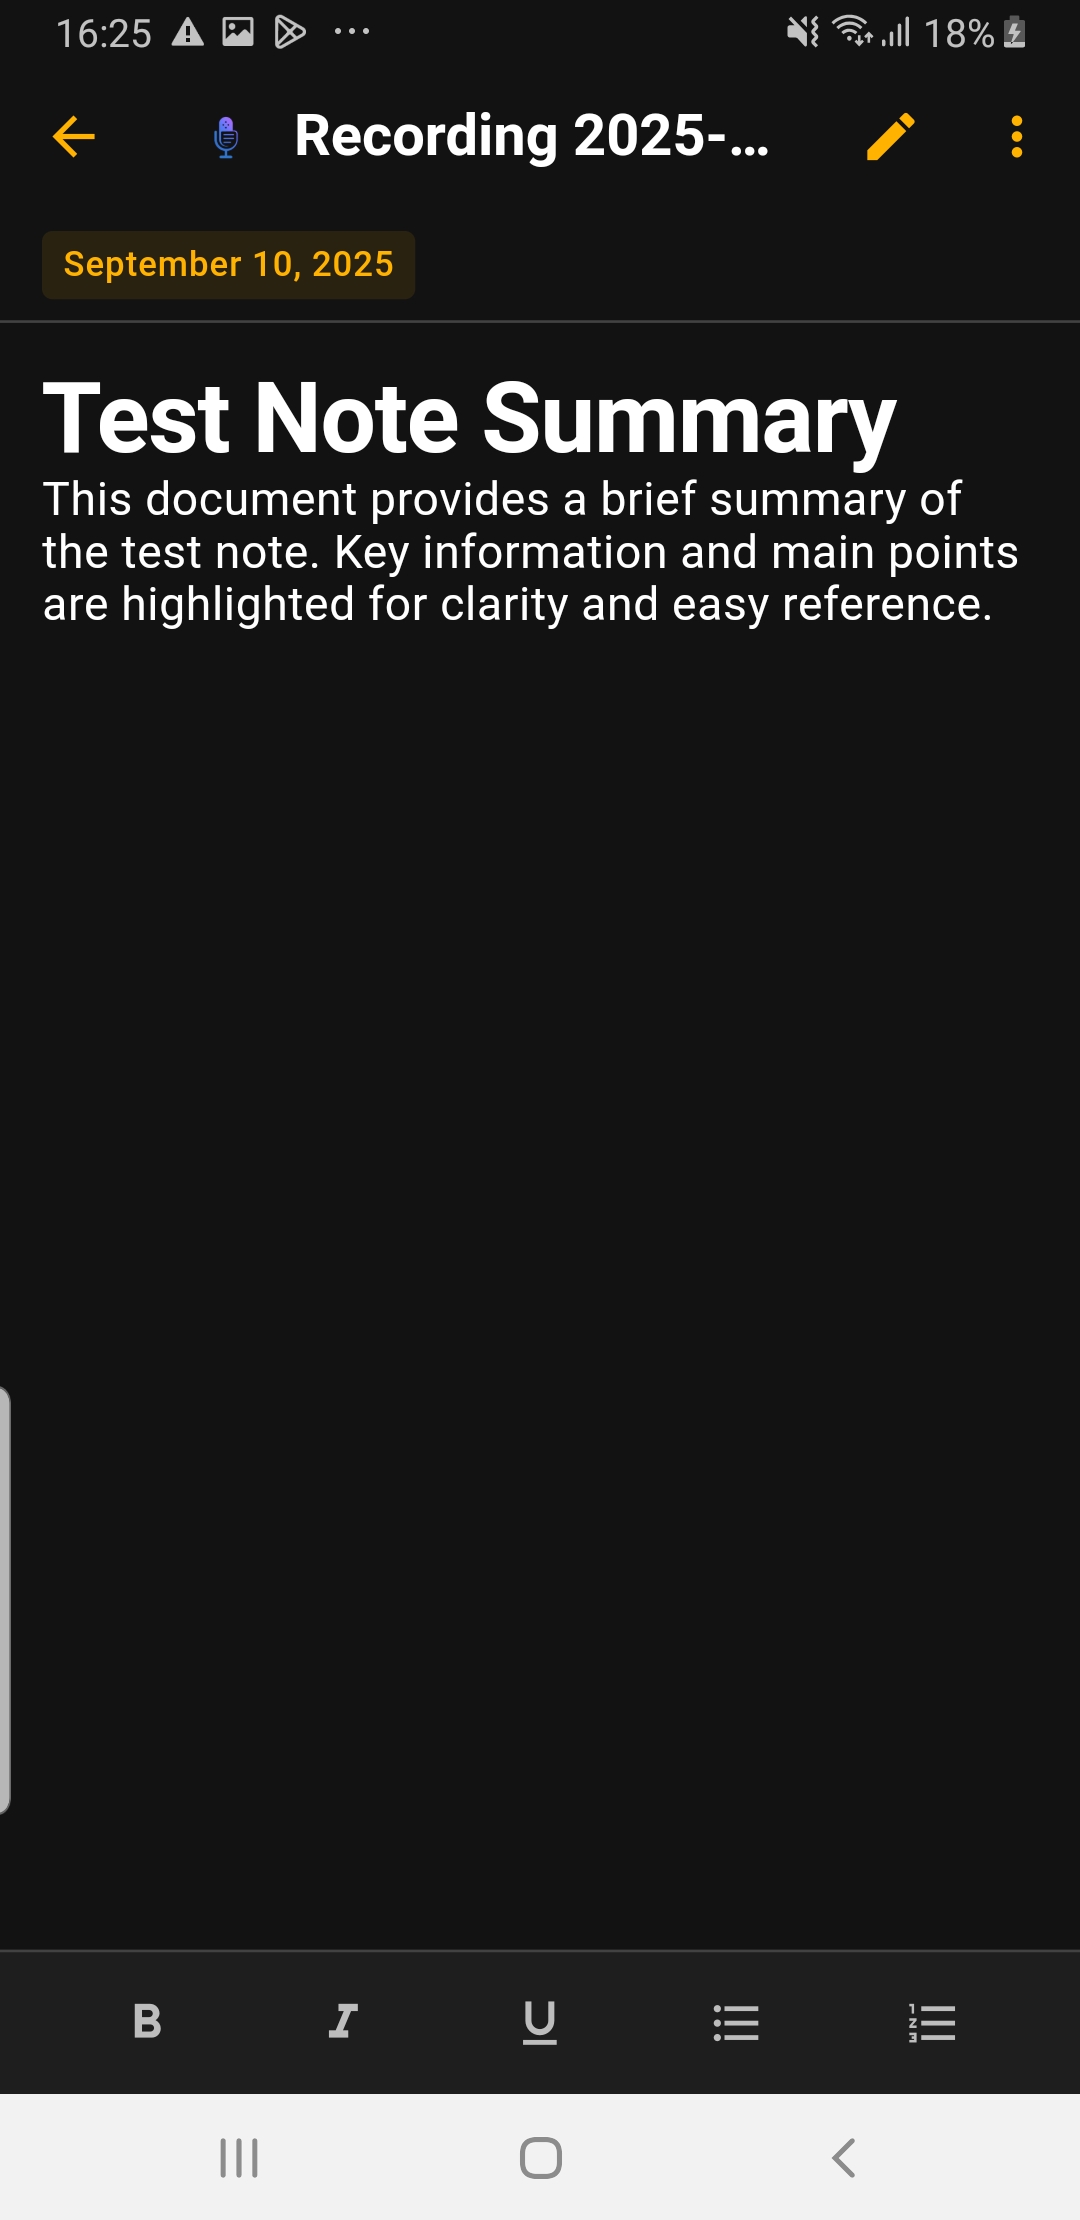 16:25
18%
Recording 2025-...
September 10, 2025
Test Note Summary
This document provides a brief summary of
the test note. Key information and main points
are highlighted for clarity and easy reference.
B I U